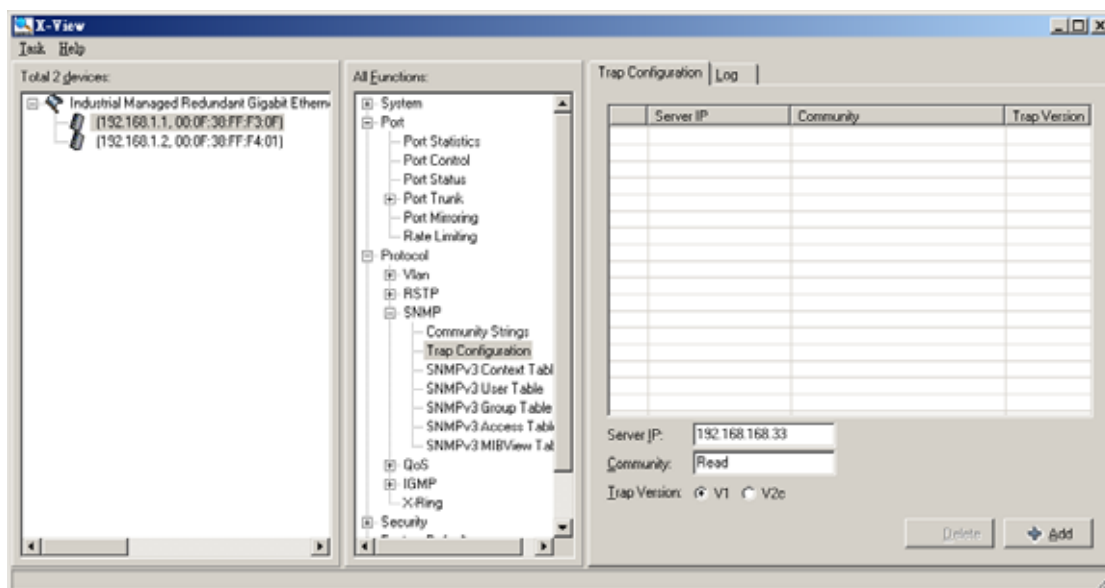 X-View
Task Help
Total 2 devices:
Industrial Managed Redundant Gigabit Ethern
(192.168.1.1, 00:0F:38:FF:F3:0F)
(192.168.1.2, 00:0F:38:FF:F4:01)
All Functions:
System
Port
Port Statistics
Port Control
Port Status
Port Trunk
Port Mirroring
Rate Limiting
Protocol
Vlan
RSTP
SNMP
Community Strings
Trap Configuration
SNMPv3 Context Tabl
SNMPv3 User Table
SNMPv3 Group Table
SNMPv3 Access Table
SNMPv3 MIBView Tab
QoS
IGMP
X-Ring
Security
Trap Configuration Log
Server IP Community Trap Version
Server IP: 192.168.168.33
Community: Read
Trap Version: V1 V2c
Delete Add